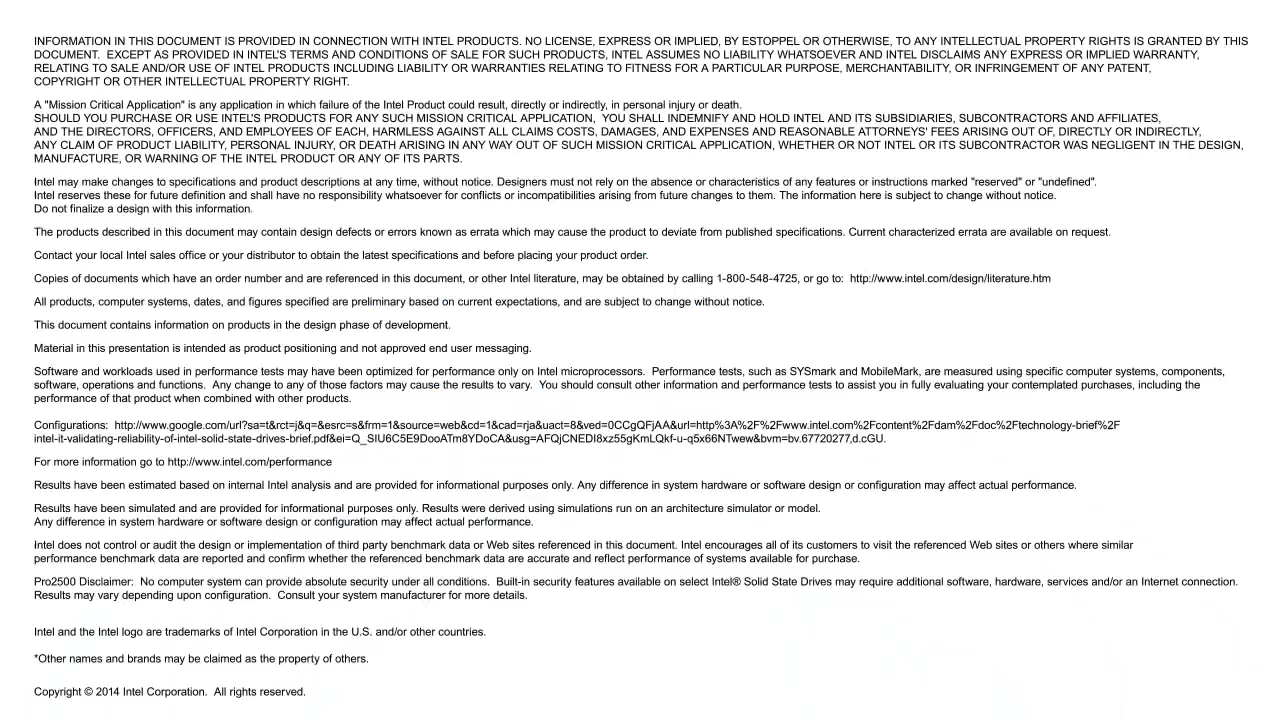 INFORMATION IN THIS DOCUMENT IS PROVIDED IN CONNECTION WITH INTEL PRODUCTS. NO LICENSE, EXPRESS OR IMPLIED, BY ESTOPPEL OR OTHERWISE, TO ANY INTELLECTUAL PROPERTY RIGHTS IS GRANTED BY THIS
DOCUMENT.  EXCEPT AS PROVIDED IN INTEL'S TERMS AND CONDITIONS OF SALE FOR SUCH PRODUCTS, INTEL ASSUMES NO LIABILITY WHATSOEVER AND INTEL DISCLAIMS ANY EXPRESS OR IMPLIED WARRANTY,
RELATING TO SALE AND/OR USE OF INTEL PRODUCTS INCLUDING LIABILITY OR WARRANTIES RELATING TO FITNESS FOR A PARTICULAR PURPOSE, MERCHANTABILITY, OR INFRINGEMENT OF ANY PATENT,
COPYRIGHT OR OTHER INTELLECTUAL PROPERTY RIGHT.
A "Mission Critical Application" is any application in which failure of the Intel Product could result, directly or indirectly, in personal injury or death.
SHOULD YOU PURCHASE OR USE INTEL'S PRODUCTS FOR ANY SUCH MISSION CRITICAL APPLICATION,  YOU SHALL INDEMNIFY AND HOLD INTEL AND ITS SUBSIDIARIES, SUBCONTRACTORS AND AFFILIATES,
AND THE DIRECTORS, OFFICERS, AND EMPLOYEES OF EACH, HARMLESS AGAINST ALL CLAIMS COSTS, DAMAGES, AND EXPENSES AND REASONABLE ATTORNEYS' FEES ARISING OUT OF, DIRECTLY OR INDIRECTLY,
ANY CLAIM OF PRODUCT LIABILITY, PERSONAL INJURY, OR DEATH ARISING IN ANY WAY OUT OF SUCH MISSION CRITICAL APPLICATION, WHETHER OR NOT INTEL OR ITS SUBCONTRACTOR WAS NEGLIGENT IN THE DESIGN,
MANUFACTURE, OR WARNING OF THE INTEL PRODUCT OR ANY OF ITS PARTS.
Intel may make changes to specifications and product descriptions at any time, without notice. Designers must not rely on the absence or characteristics of any features or instructions marked "reserved" or "undefined".
Intel reserves these for future definition and shall have no responsibility whatsoever for conflicts or incompatibilities arising from future changes to them. The information here is subject to change without notice.
Do not finalize a design with this information.
The products described in this document may contain design defects or errors known as errata which may cause the product to deviate from published specifications. Current characterized errata are available on request.
Contact your local Intel sales office or your distributor to obtain the latest specifications and before placing your product order.
Copies of documents which have an order number and are referenced in this document, or other Intel literature, may be obtained by calling 1-800-548-4725, or go to:  http://www.intel.com/design/literature.htm
All products, computer systems, dates, and figures specified are preliminary based on current expectations, and are subject to change without notice.
This document contains information on products in the design phase of development.
Material in this presentation is intended as product positioning and not approved end user messaging.
Software and workloads used in performance tests may have been optimized for performance only on Intel microprocessors.  Performance tests, such as SYSmark and MobileMark, are measured using specific computer systems, components,
software, operations and functions.  Any change to any of those factors may cause the results to vary.  You should consult other information and performance tests to assist you in fully evaluating your contemplated purchases, including the
performance of that product when combined with other products.
Configurations:  http://www.google.com/url?sa=t&rct=j&q=&esrc=s&frm=1&source=web&cd=1&cad=rja&uact=8&ved=0CCgQFjAA&url=http%3A%2F%2Fwww.intel.com%2Fcontent%2Fdam%2Fdoc%2Ftechnology-brief%2F
intel-it-validating-reliability-of-intel-solid-state-drives-brief.pdf&ei=Q_SIU6C5E9DooATm8YDoCA&usg=AFQjCNEDI8xz55gKmLQkf-u-q5x66NTwew&bvm=bv.67720277,d.cGU.
For more information go to http://www.intel.com/performance
Results have been estimated based on internal Intel analysis and are provided for informational purposes only. Any difference in system hardware or software design or configuration may affect actual performance.
Results have been simulated and are provided for informational purposes only. Results were derived using simulations run on an architecture simulator or model.
Any difference in system hardware or software design or configuration may affect actual performance.
Intel does not control or audit the design or implementation of third party benchmark data or Web sites referenced in this document. Intel encourages all of its customers to visit the referenced Web sites or others where similar
performance benchmark data are reported and confirm whether the referenced benchmark data are accurate and reflect performance of systems available for purchase.
Pro2500 Disclaimer:  No computer system can provide absolute security under all conditions.  Built-in security features available on select Intel® Solid State Drives may require additional software, hardware, services and/or an Internet connection.
Results may vary depending upon configuration.  Consult your system manufacturer for more details.
Intel and the Intel logo are trademarks of Intel Corporation in the U.S. and/or other countries.
*Other names and brands may be claimed as the property of others.
Copyright © 2014 Intel Corporation.  All rights reserved.